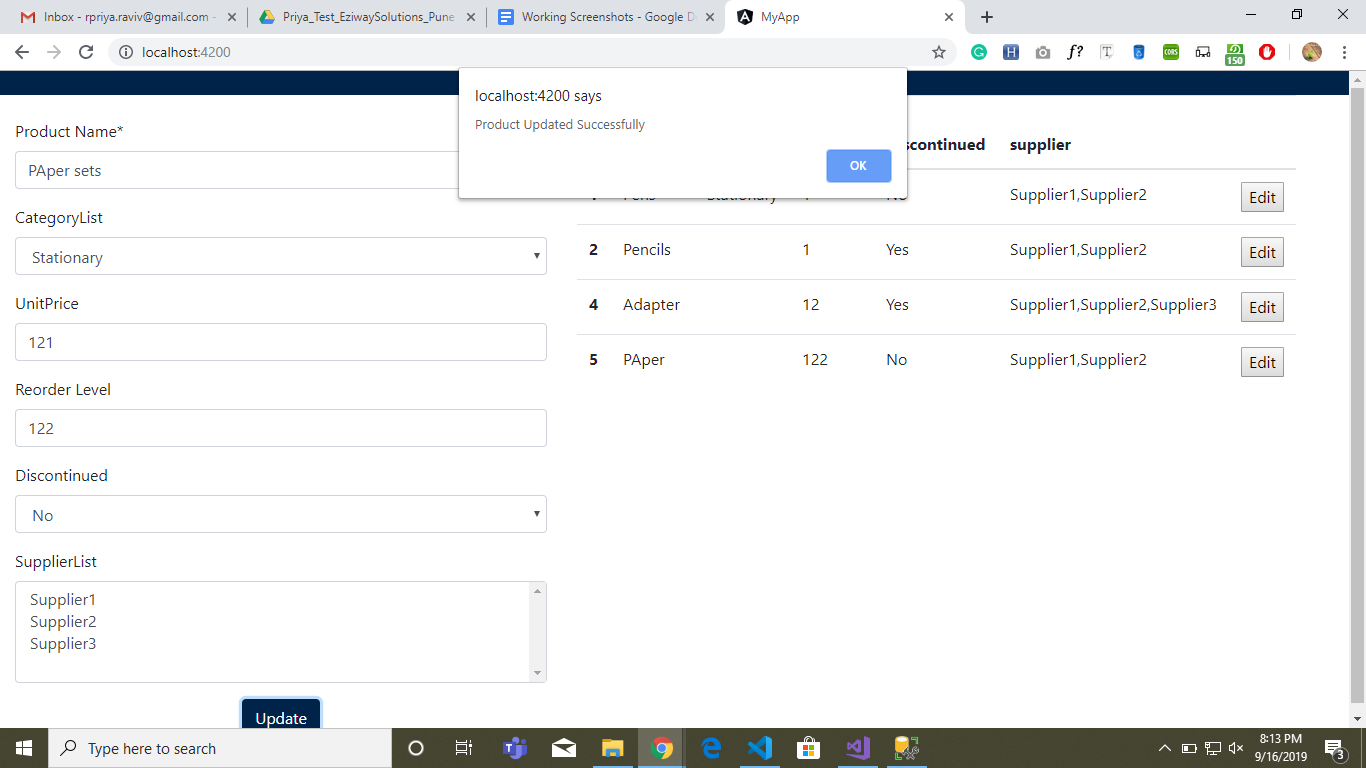 Inbox - rpriya.raviv@gmail.com -
Priya_Test_EziwaySolutions_Pune
Working Screenshots - Google D
MyApp
localhost:4200
f?
T
H
CORS
150
localhost:4200 says
Product Updated Successfully
OK
Product Name*
PAper sets
CategoryList
Stationary
UnitPrice
121
Reorder Level
122
Discontinued
No
SupplierList
Supplier1
Supplier2
Supplier3
Update
scontinued supplier
Supplier1,Supplier2 Edit
2 Pencils 1 Yes Supplier1,Supplier2 Edit
4 Adapter 12 Yes Supplier1,Supplier2,Supplier3 Edit
5 PAper 122 No Supplier1,Supplier2 Edit
Type here to search
8:13 PM
9/16/2019
3